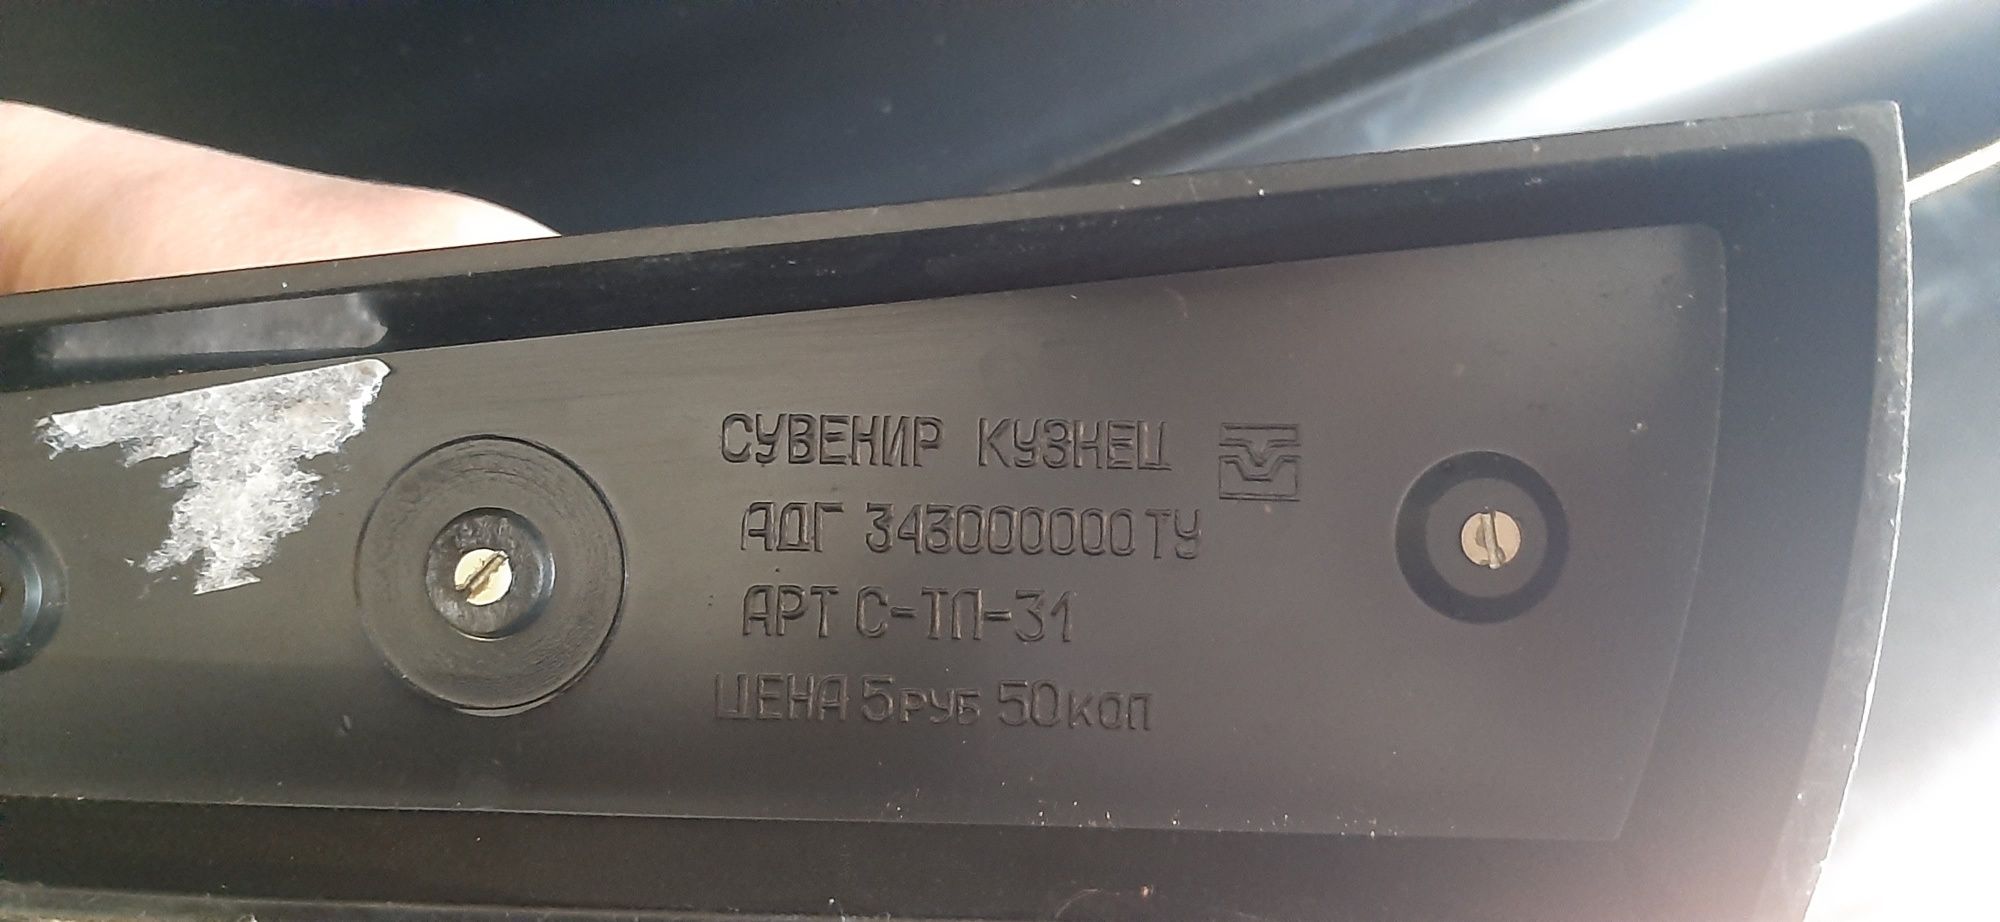 СУВЕНИР КУЗНЕЦ
АДГ 343000000 ТУ
АРТ С-ТП-31
ЦЕНА 5 РУБ 50 КОП